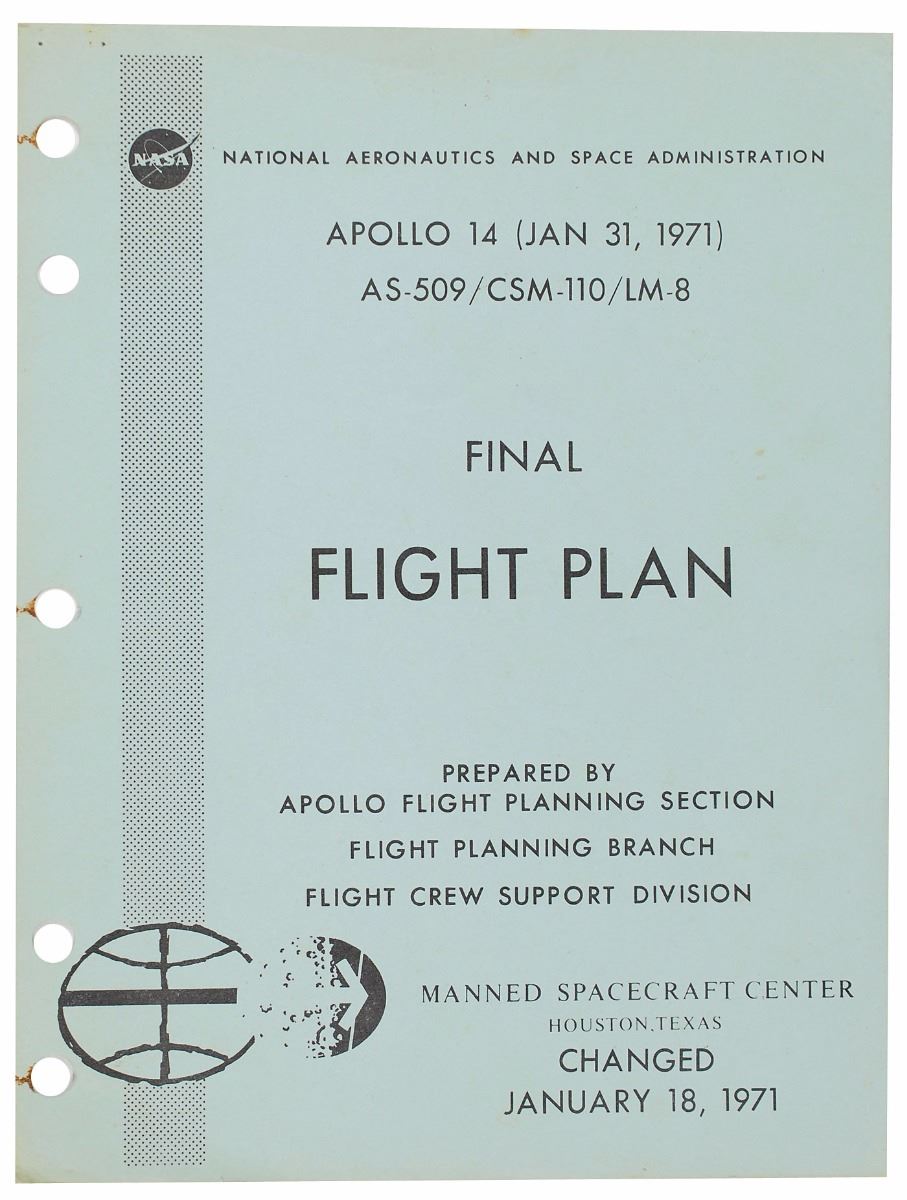 NASA
NATIONAL AERONAUTICS AND SPACE ADMINISTRATION
APOLLO 14 (JAN 31, 1971)
AS-509/CSM-110/LM-8
FINAL
FLIGHT PLAN
PREPARED BY
APOLLO FLIGHT PLANNING SECTION
FLIGHT PLANNING BRANCH
FLIGHT CREW SUPPORT DIVISION
MANNED SPACECRAFT CENTER
HOUSTON, TEXAS
CHANGED
JANUARY 18, 1971